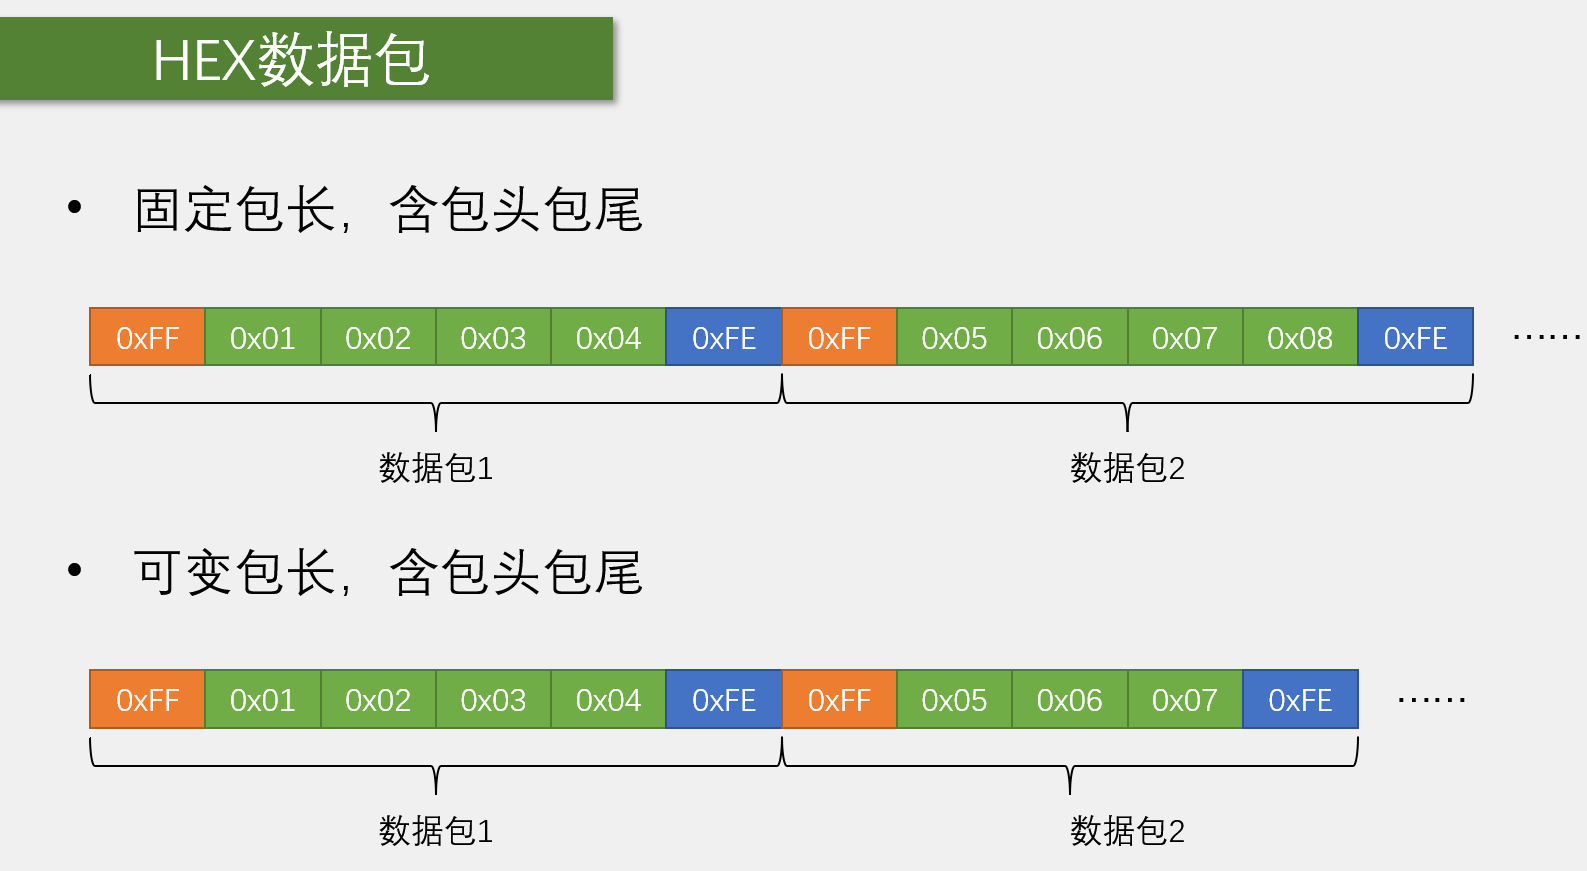 HEX数据包
• 固定包长，含包头包尾
0xFF 0x01 0x02 0x03 0x04 0xFE 0xFF 0x05 0x06 0x07 0x08 0xFE ……
数据包1 数据包2
• 可变包长，含包头包尾
0xFF 0x01 0x02 0x03 0x04 0xFE 0xFF 0x05 0x06 0x07 0xFE ……
数据包1 数据包2